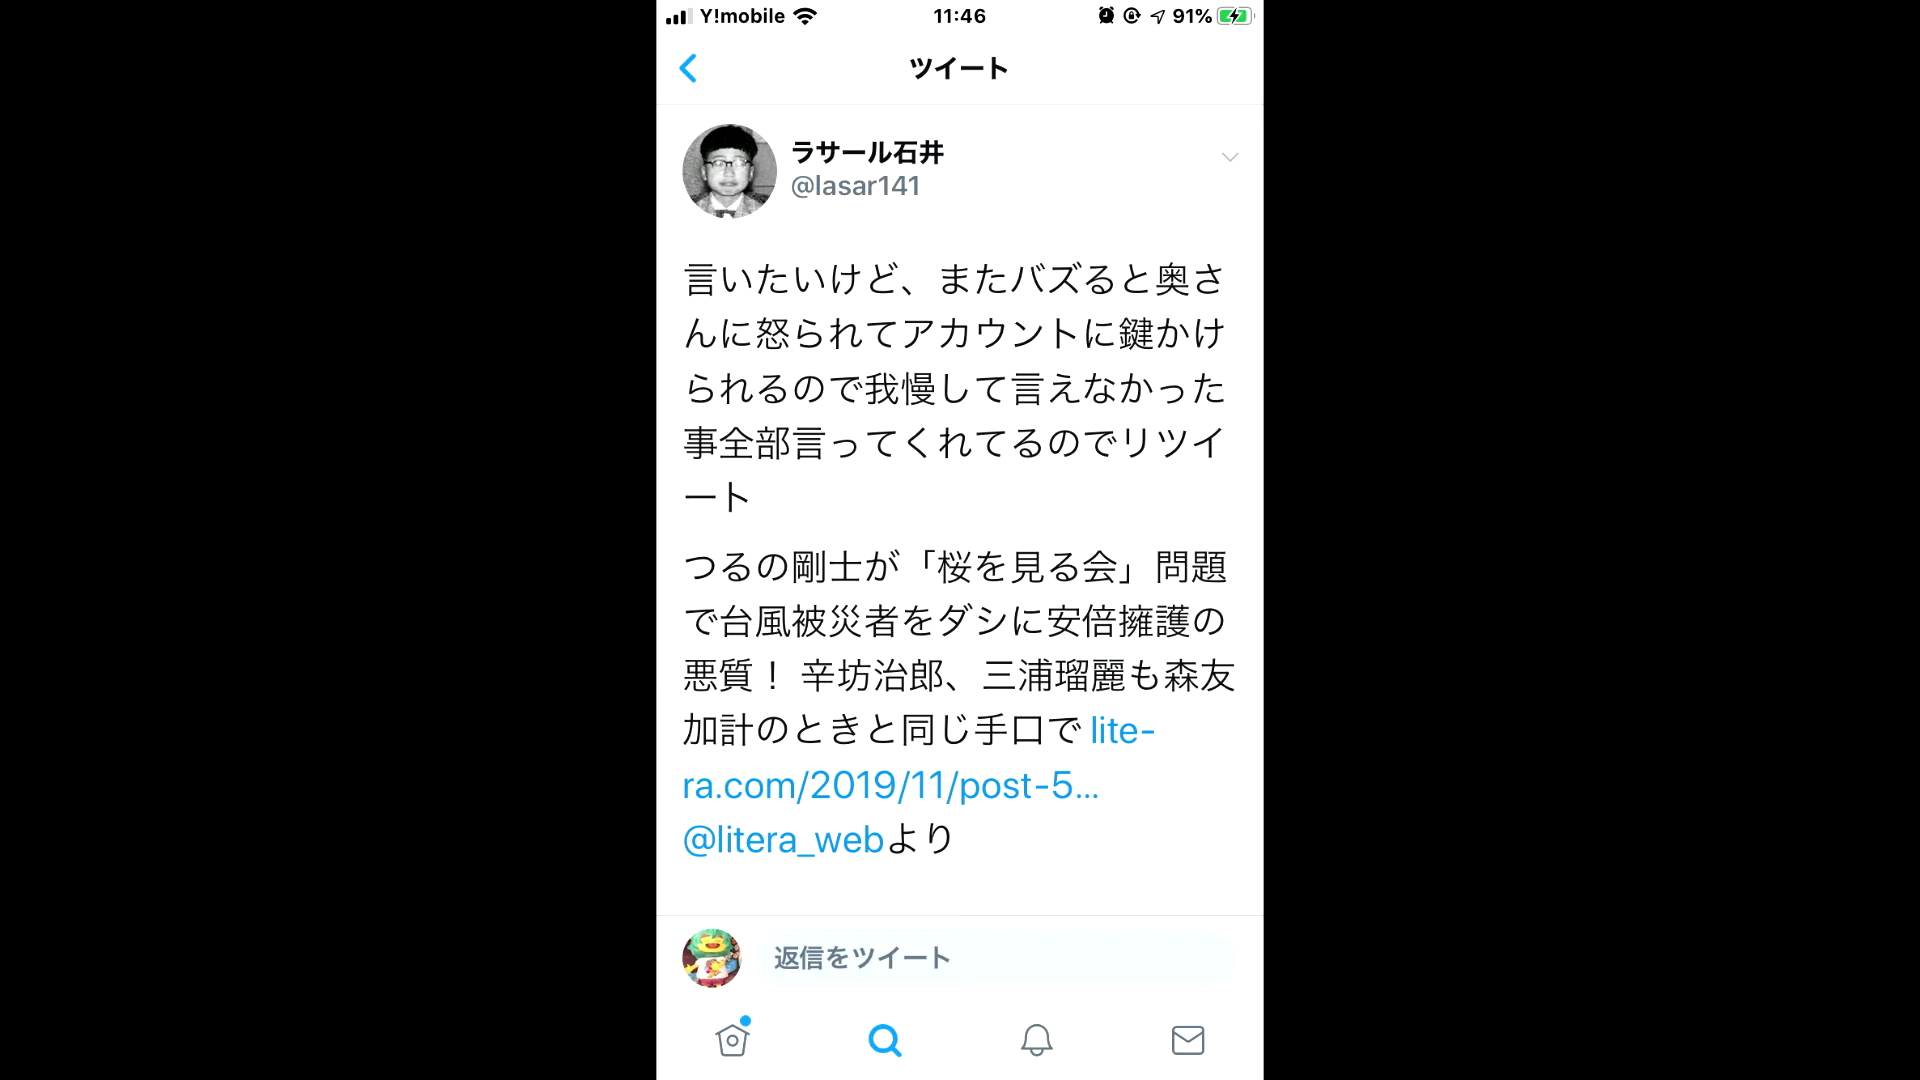 Y!mobile 11:46 91%
ツイート
ラサール石井
@lasar141
言いたいけど、またバズると奥さ
んに怒られてアカウントに鍵かけ
られるので我慢して言えなかった
事全部言ってくれてるのでリツイ
ート
つるの剛士が「桜を見る会」問題
で台風被災者をダシに安倍擁護の
悪質！ 辛坊治郎、三浦瑠麗も森友
加計のときと同じ手口で lite-
ra.com/2019/11/post-5…
@litera_webより
返信をツイート